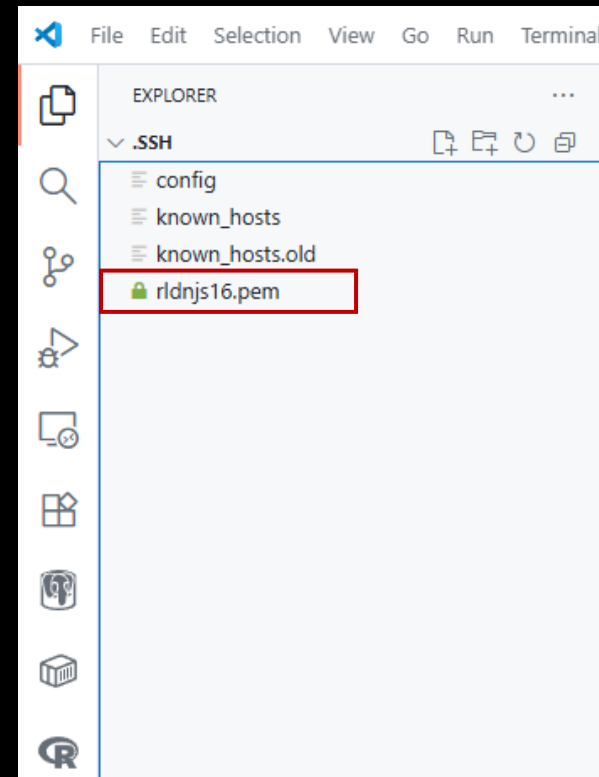 File Edit Selection View Go Run Terminal
EXPLORER
.SSH
config
known_hosts
known_hosts.old
rldnjs16.pem